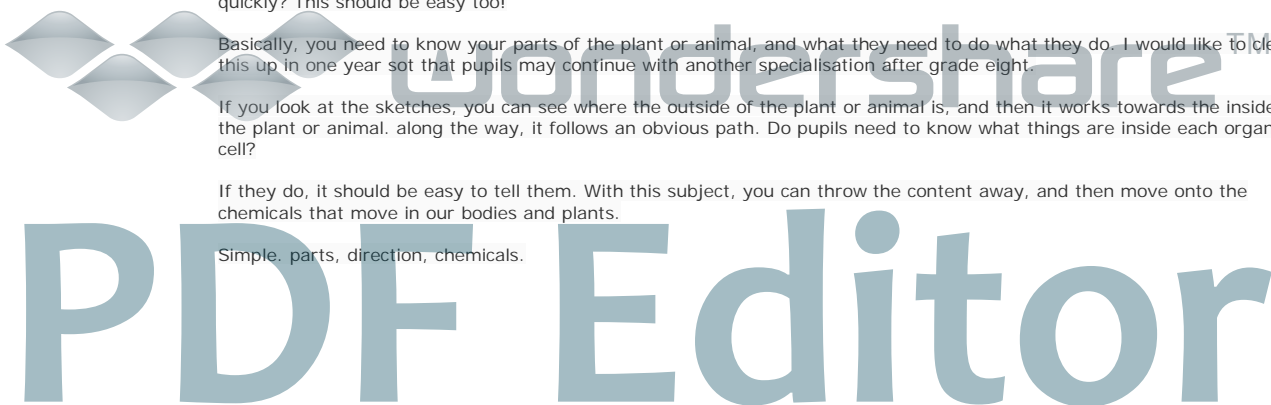 quickly? This should be easy too!
Basically, you need to know your parts of the plant or animal, and what they need to do what they do. I would like to cle
this up in one year sot that pupils may continue with another specialisation after grade eight.
If you look at the sketches, you can see where the outside of the plant or animal is, and then it works towards the inside
the plant or animal. along the way, it follows an obvious path. Do pupils need to know what things are inside each organ
cell?
If they do, it should be easy to tell them. With this subject, you can throw the content away, and then move onto the
chemicals that move in our bodies and plants.
Simple. parts, direction, chemicals.
wondershare™
PDF Editor